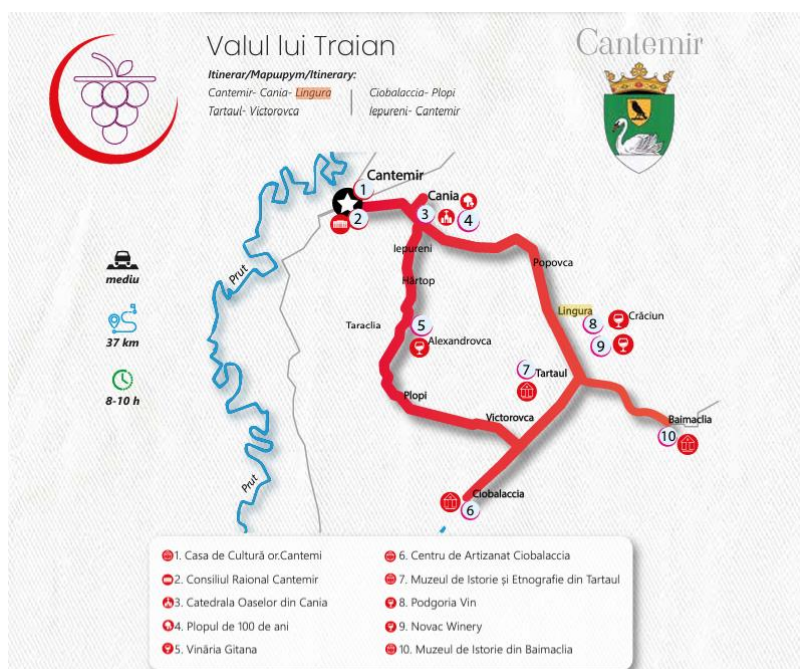 Valul lui Traian
Cantemir
Itinerar/Маршрут/Itinerary:
Cantemir- Cania- Lingura
Tartaul- Victorovca
Ciobalaccia- Plopi
Iepureni- Cantemir
Cantemir
1
2
Cania
3
4
Iepureni
Popovca
Hârtop
Prut
mediu
Lingura
Crăciun
8
Taraclia
5
Alexandrovca
9
37 km
7
Tartaul
8-10 h
Plopi
Victorovca
Baimaclia
10
Prut
Ciobalaccia
6
1. Casa de Cultură or.Cantemi
2. Consiliul Raional Cantemir
3. Catedrala Oaselor din Cania
4. Plopul de 100 de ani
5. Vinăria Gitana
6. Centru de Artizanat Ciobalaccia
7. Muzeul de Istorie și Etnografie din Tartaul
8. Podgoria Vin
9. Novac Winery
10. Muzeul de Istorie din Baimaclia